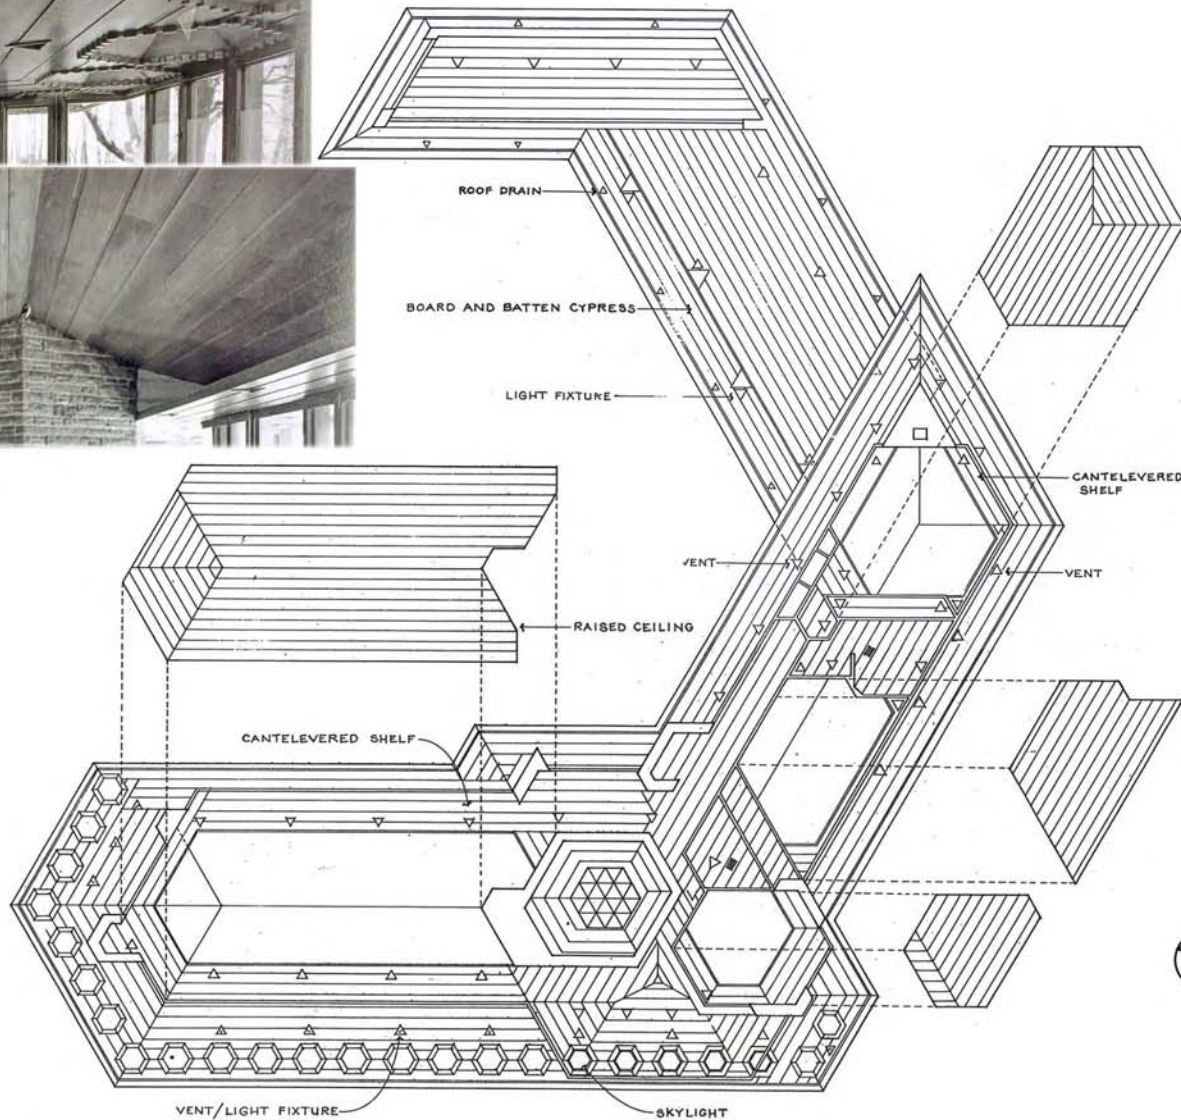 ROOF DRAIN
BOARD AND BATTEN CYPRESS
LIGHT FIXTURE
CANTELEVERED
SHELF
VENT
VENT
RAISED CEILING
CANTELEVERED SHELF
VENT/LIGHT FIXTURE
SKYLIGHT